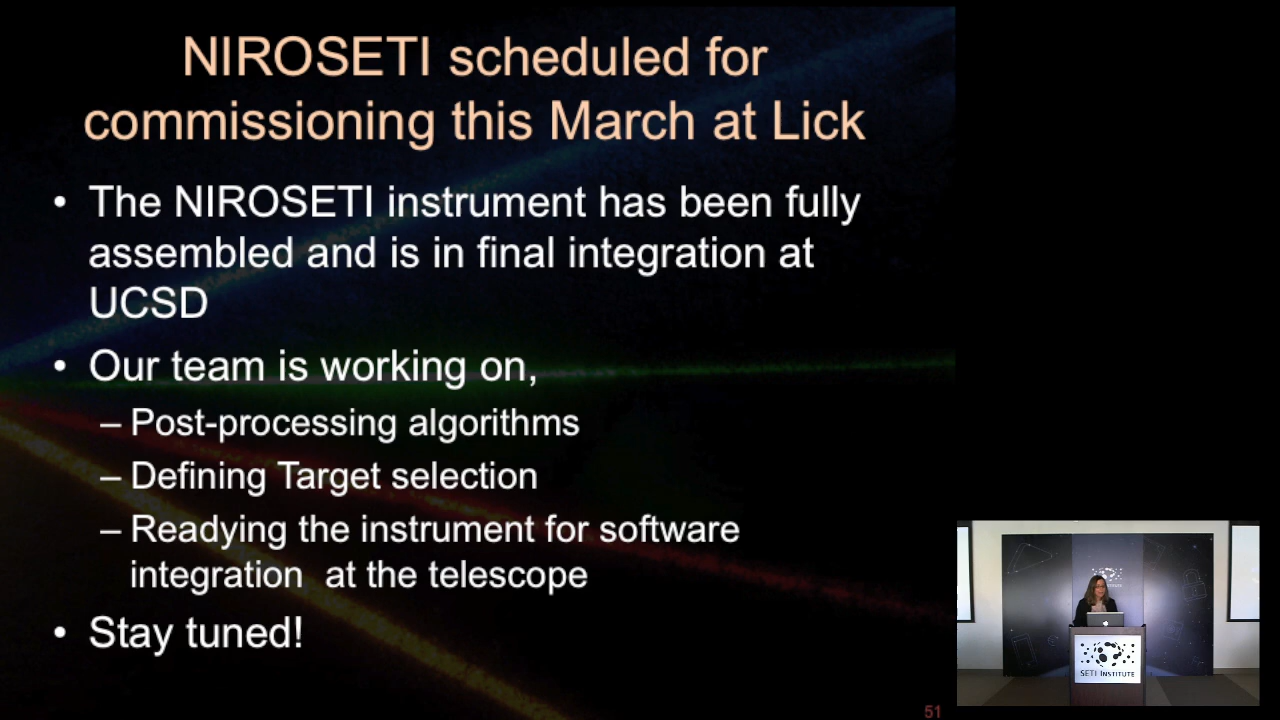 NIROSETI scheduled for
commissioning this March at Lick
• The NIROSETI instrument has been fully
assembled and is in final integration at
UCSD
• Our team is working on,
– Post-processing algorithms
– Defining Target selection
– Readying the instrument for software
integration at the telescope
• Stay tuned!
51
SETI INSTITUTE